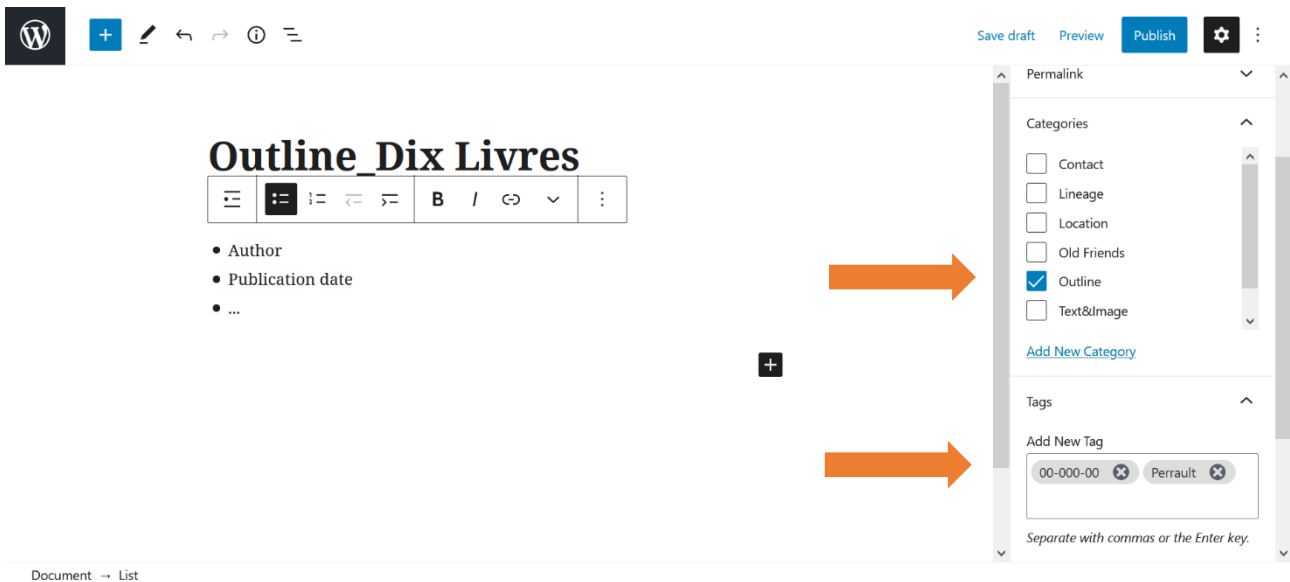 Save draft Preview Publish
Permalink
Categories
Contact
Lineage
Location
Old Friends
Outline
Text&Image
Add New Category
Tags
Add New Tag
00-000-00 Perrault
Separate with commas or the Enter key.
Outline_Dix Livres
B I
• Author
• Publication date
• ...
Document → List